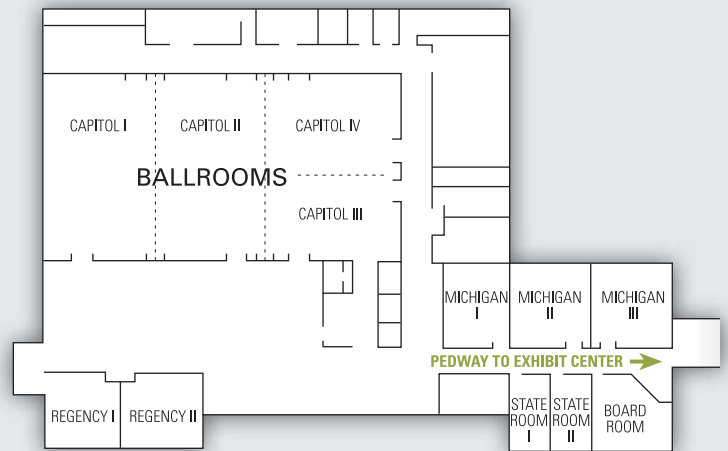 CAPITOL I
CAPITOL II
CAPITOL IV
BALLROOMS
CAPITOL III
MICHIGAN
I
MICHIGAN
II
MICHIGAN
III
PEDWAY TO EXHIBIT CENTER
REGENCY I
REGENCY II
STATE
ROOM
I
STATE
ROOM
II
BOARD
ROOM